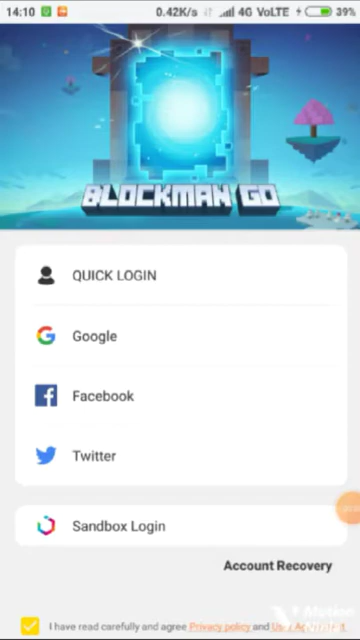 14:10 0.42K/s 4G VoLTE 39%
BLOCKMAN GO
QUICK LOGIN
Google
Facebook
Twitter
Sandbox Login
Account Recovery
I have read carefully and agree Privacy policy and